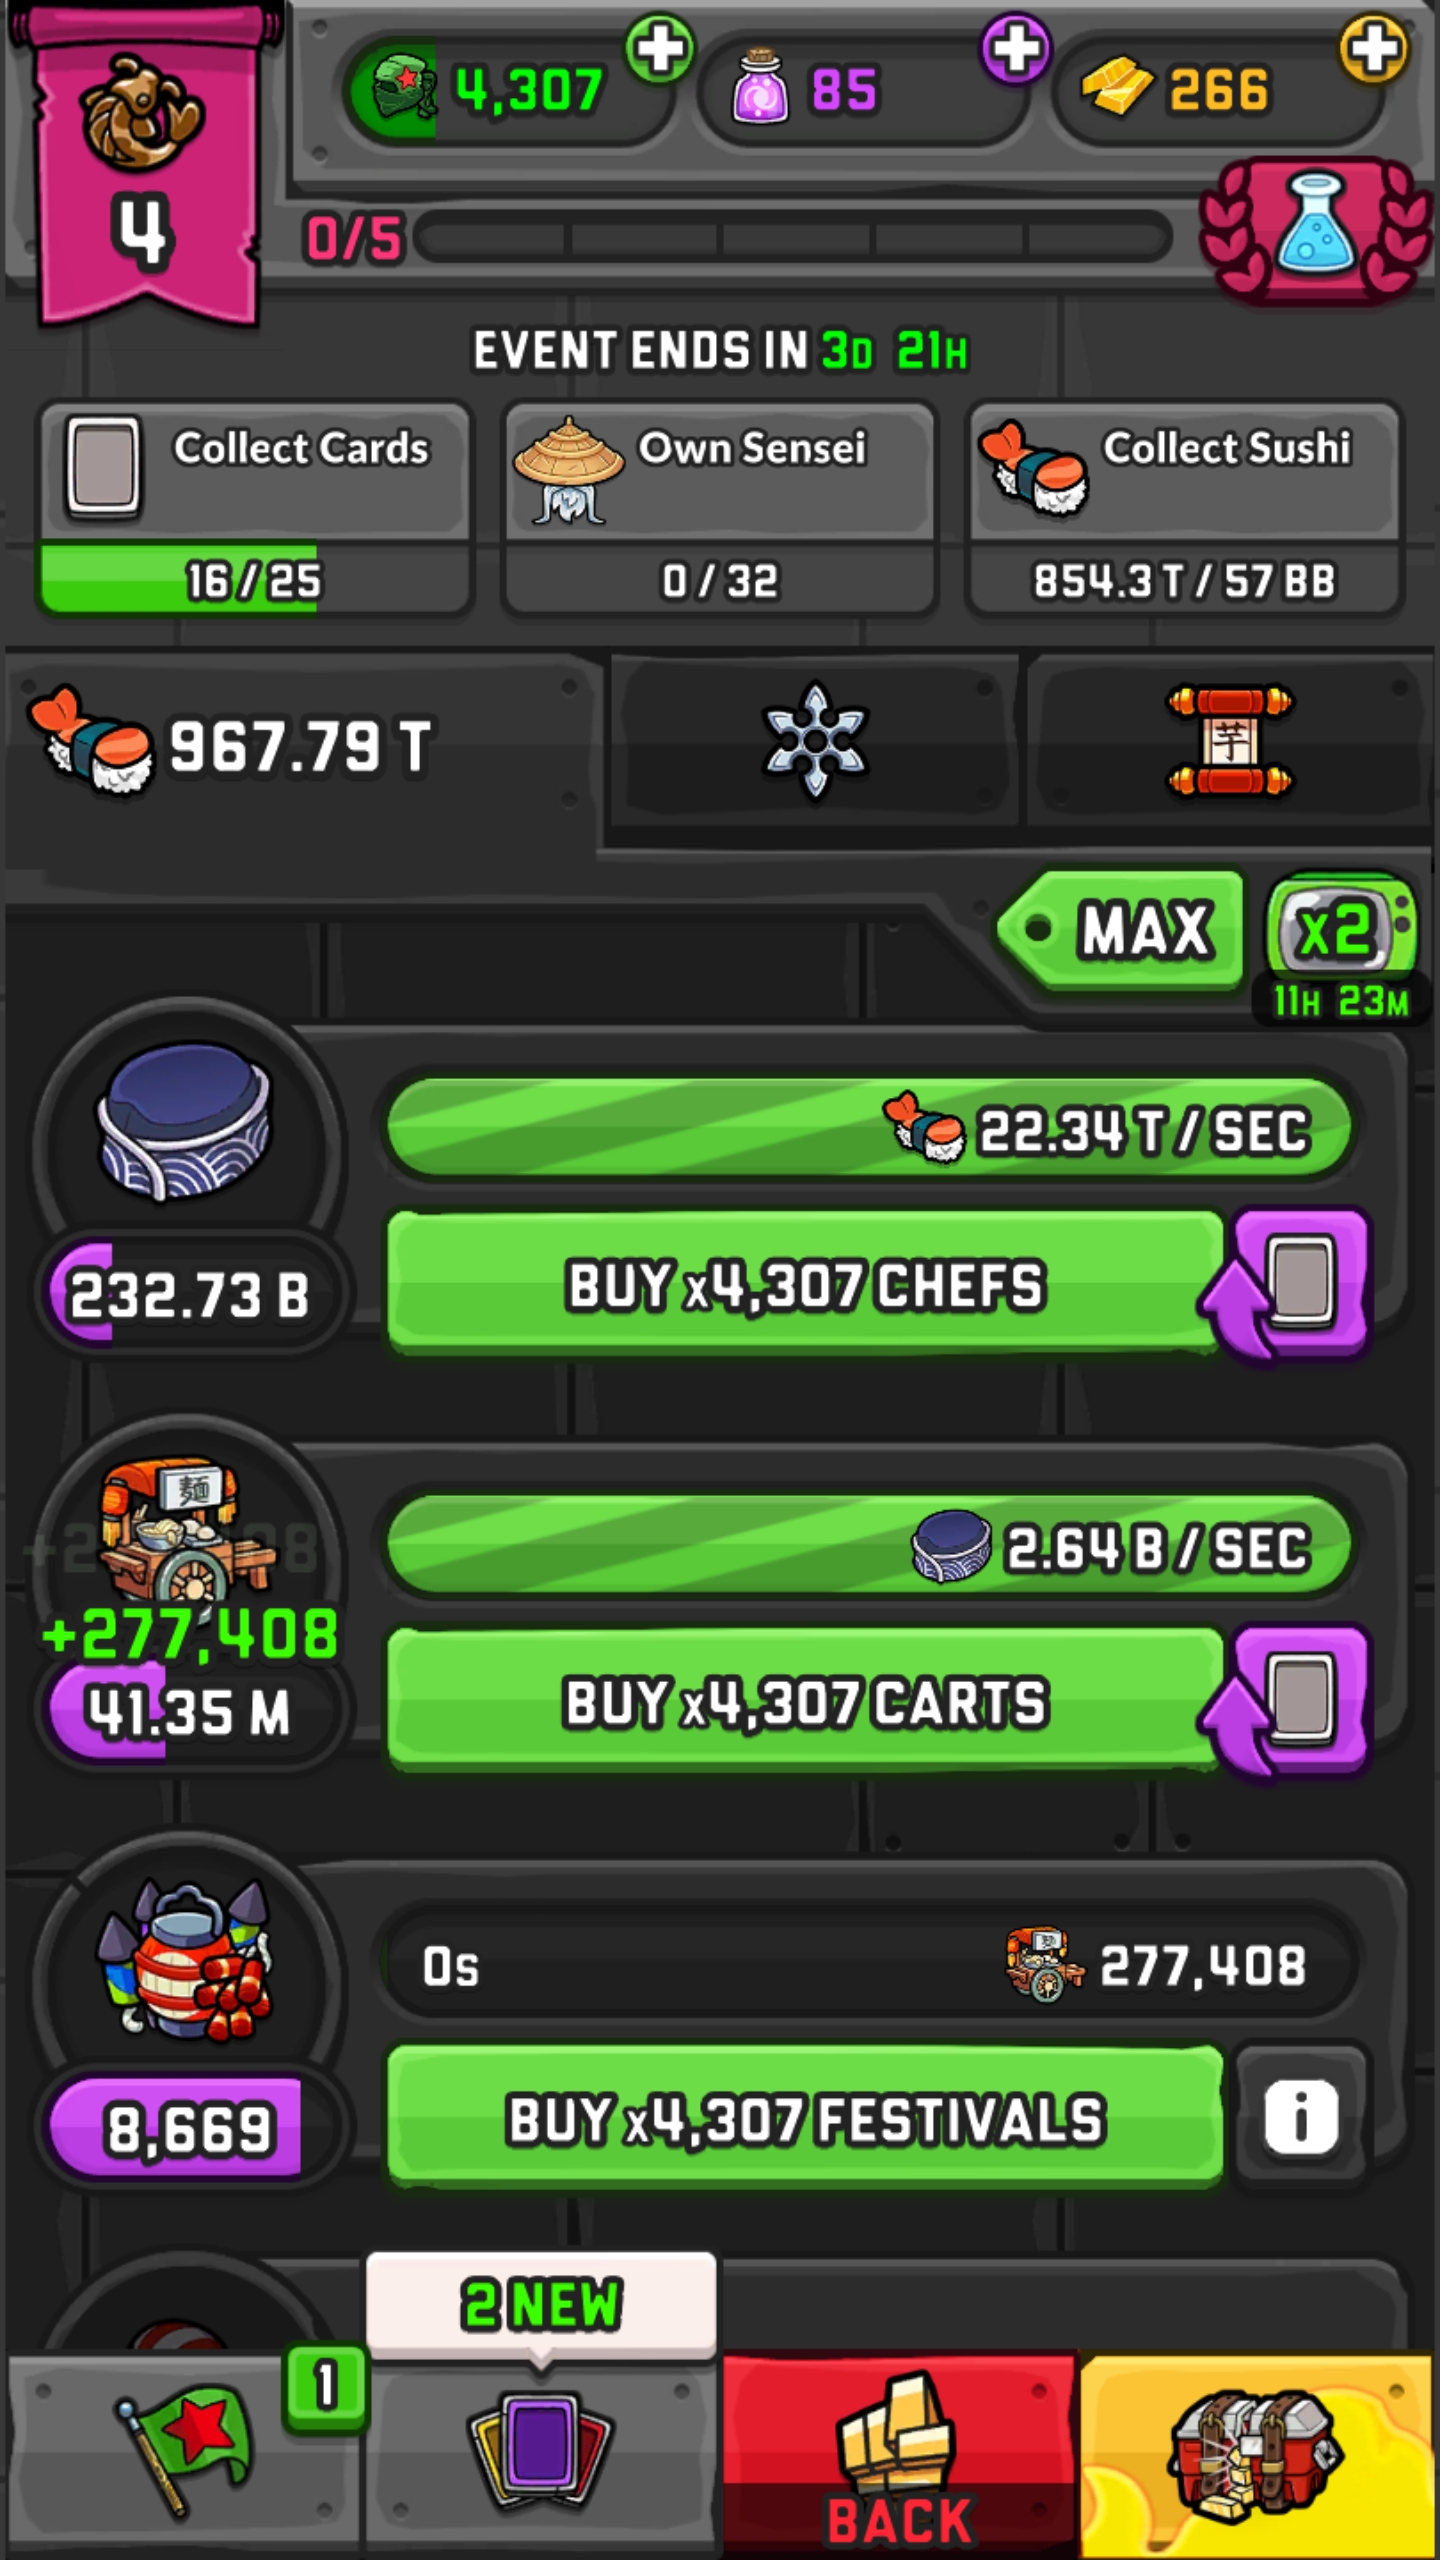 4,307
85
266
4
0/5
EVENT ENDS IN 3D 21H
Collect Cards
Own Sensei
Collect Sushi
16/25
0/32
854.3 T / 57 BB
967.79 T
芋
MAX
x2
11H 23M
22.34 T / SEC
BUY x4,307 CHEFS
232.73 B
麺
2.64 B / SEC
+277,408
BUY x4,307 CARTS
41.35 M
0s
277,408
BUY x4,307 FESTIVALS
8,669
2 NEW
1
BACK